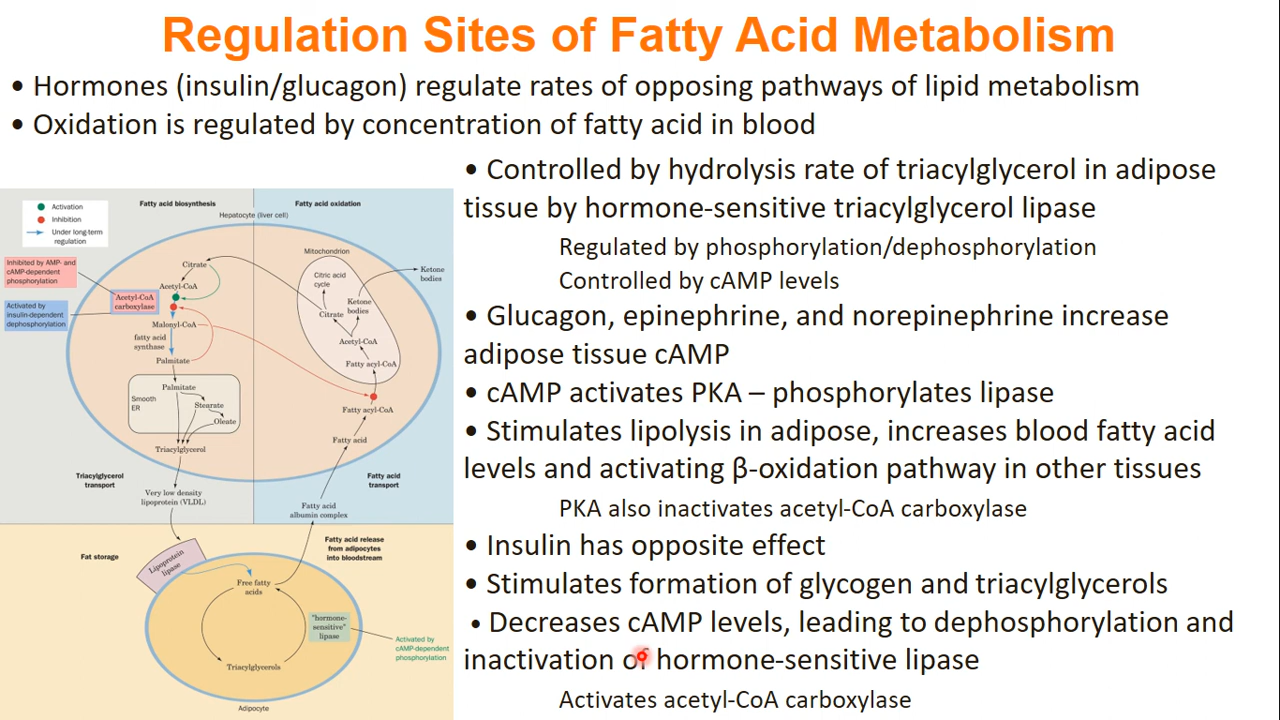 Regulation Sites of Fatty Acid Metabolism
• Hormones (insulin/glucagon) regulate rates of opposing pathways of lipid metabolism
• Oxidation is regulated by concentration of fatty acid in blood
• Controlled by hydrolysis rate of triacylglycerol in adipose
tissue by hormone-sensitive triacylglycerol lipase
Regulated by phosphorylation/dephosphorylation
Controlled by cAMP levels
• Glucagon, epinephrine, and norepinephrine increase
adipose tissue cAMP
• cAMP activates PKA – phosphorylates lipase
• Stimulates lipolysis in adipose, increases blood fatty acid
levels and activating β-oxidation pathway in other tissues
PKA also inactivates acetyl-CoA carboxylase
• Insulin has opposite effect
• Stimulates formation of glycogen and triacylglycerols
• Decreases cAMP levels, leading to dephosphorylation and
inactivation of hormone-sensitive lipase
Activates acetyl-CoA carboxylase
Activation
Inhibition
Under long-term
regulation
Fatty acid biosynthesis
Fatty acid oxidation
Hepatocyte (liver cell)
Inhibited by AMP- and
cAMP-dependent
phosphorylation
Activated by
insulin-dependent
dephosphorylation
Acetyl-CoA
carboxylase
Citrate
Acetyl-CoA
Malonyl-CoA
fatty acid
synthase
Palmitate
Smooth
ER
Palmitate
Stearate
Oleate
Triacylglycerol
Mitochondrion
Citric acid
cycle
Citrate
Ketone
bodies
Acetyl-CoA
Fatty acyl-CoA
Ketone
bodies
Fatty acyl-CoA
Fatty acid
Triacylglycerol
transport
Fatty acid
transport
Very low density
lipoprotein (VLDL)
Fatty acid
albumin complex
Fat storage
Fatty acid release
from adipocytes
into bloodstream
Lipoprotein
lipase
Free fatty
acids
"hormone-
sensitive"
lipase
Activated by
cAMP-dependent
phosphorylation
Triacylglycerols
Adipocyte